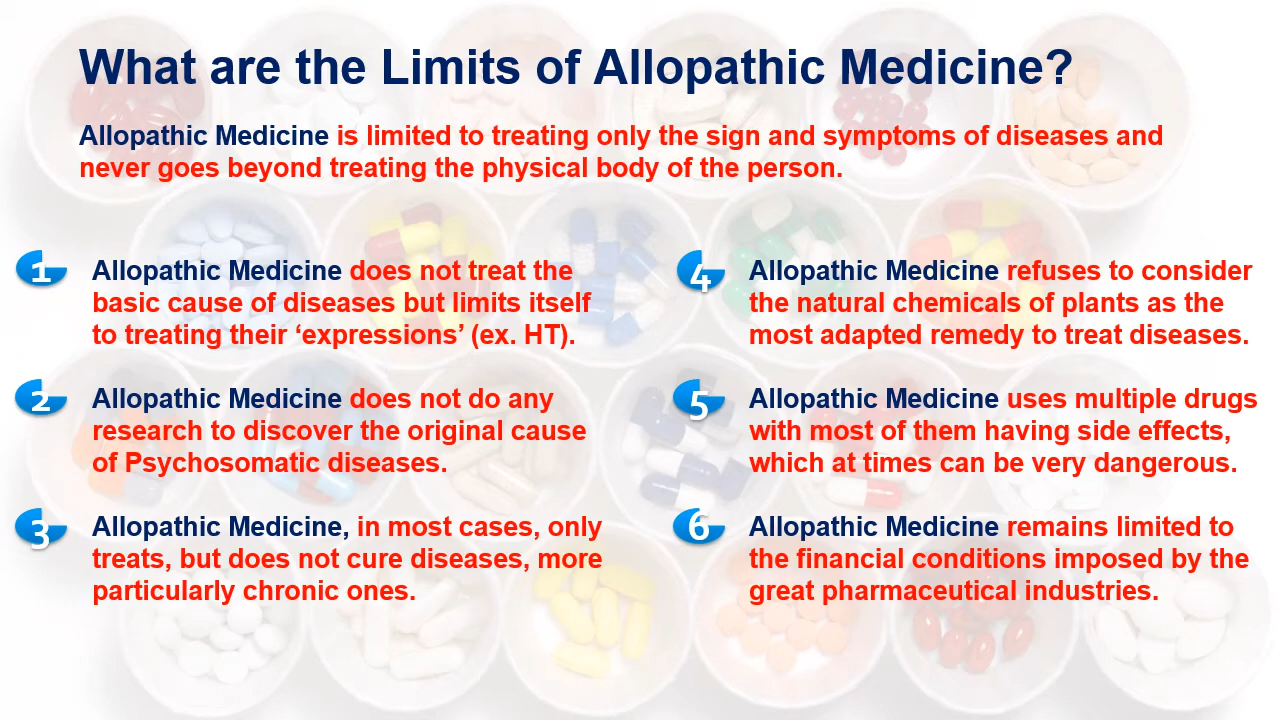 What are the Limits of Allopathic Medicine?
Allopathic Medicine is limited to treating only the sign and symptoms of diseases and
never goes beyond treating the physical body of the person.
1
Allopathic Medicine does not treat the
basic cause of diseases but limits itself
to treating their ‘expressions’ (ex. HT).
2
Allopathic Medicine does not do any
research to discover the original cause
of Psychosomatic diseases.
3
Allopathic Medicine, in most cases, only
treats, but does not cure diseases, more
particularly chronic ones.
4
Allopathic Medicine refuses to consider
the natural chemicals of plants as the
most adapted remedy to treat diseases.
5
Allopathic Medicine uses multiple drugs
with most of them having side effects,
which at times can be very dangerous.
6
Allopathic Medicine remains limited to
the financial conditions imposed by the
great pharmaceutical industries.